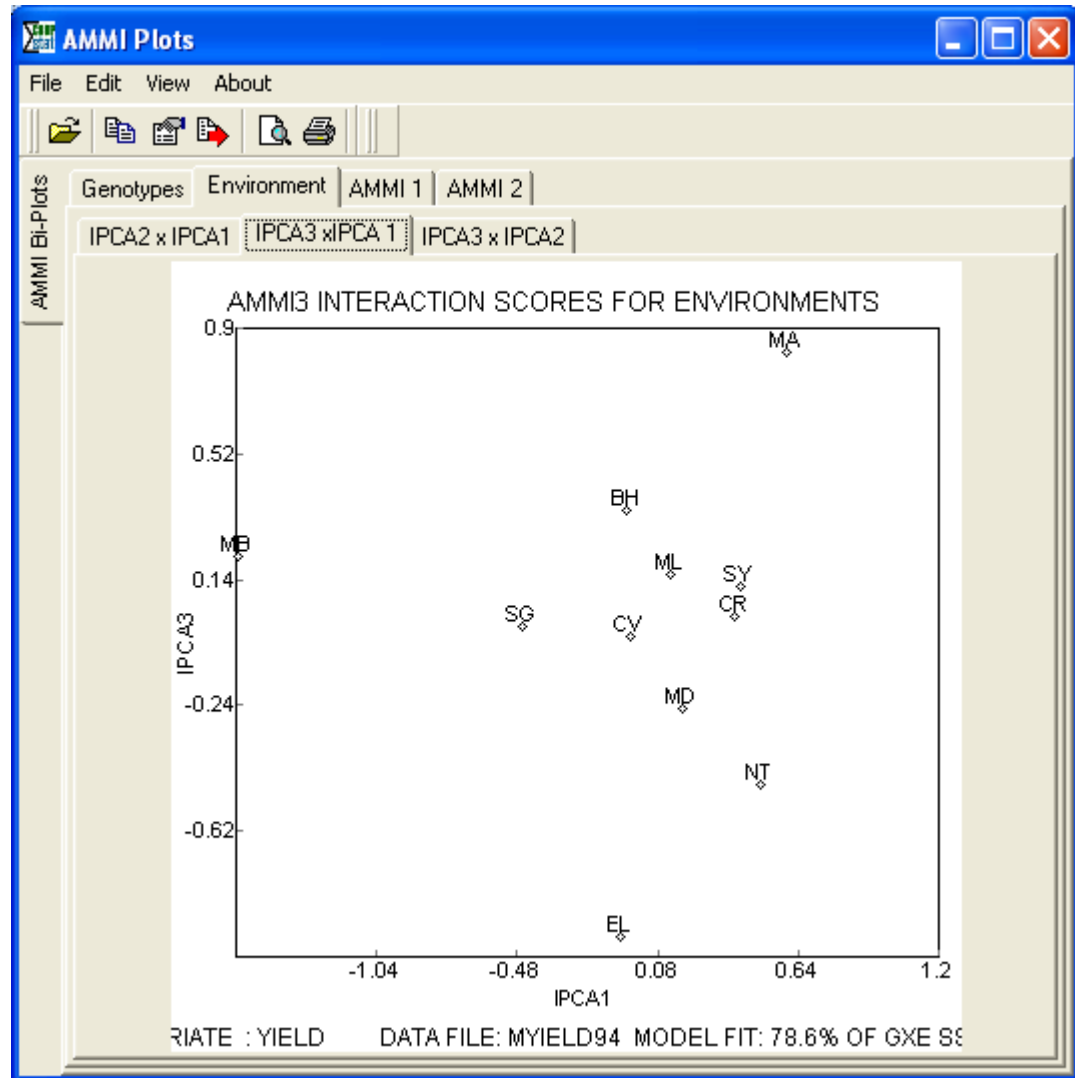 AMMI Plots
File Edit View About
AMMI Bi-Plots
Genotypes Environment AMMI 1 AMMI 2
IPCA2 x IPCA1 IPCA3 xIPCA 1 IPCA3 x IPCA2
AMMI3 INTERACTION SCORES FOR ENVIRONMENTS
0.9
MA
0.52
BH
MB
ML
SY
0.14
CR
SG
CV
IPCA3
MD
-0.24
NT
-0.62
EL
-1.04 -0.48 0.08 0.64 1.2
IPCA1
RIATE : YIELD DATA FILE: MYIELD94 MODEL FIT: 78.6% OF GXE SS